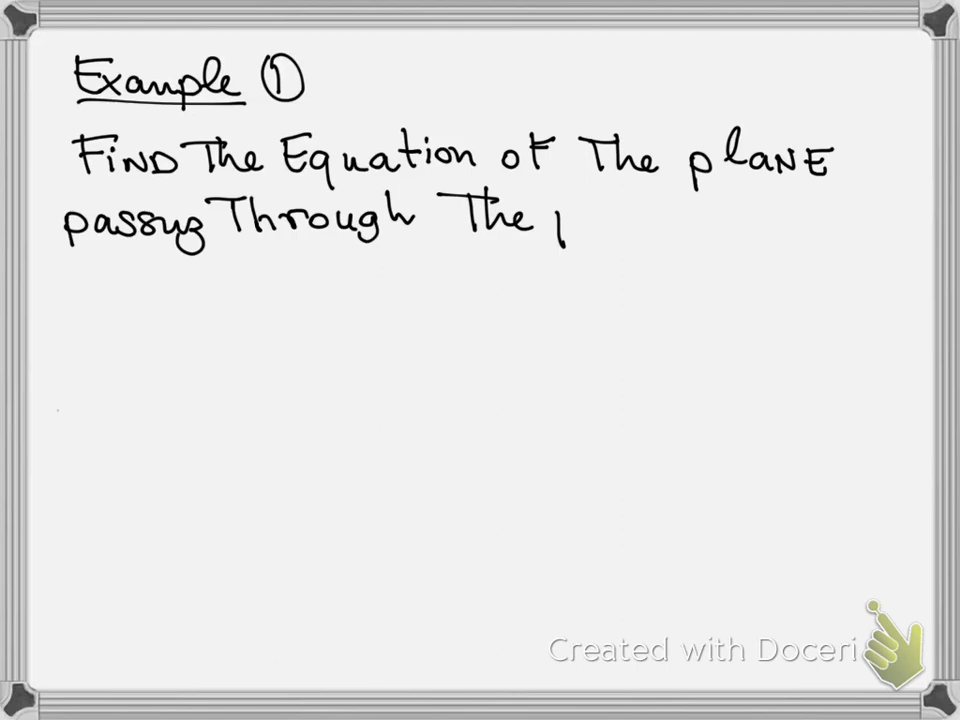 Example ①
FIND The Equation of The plaNE
passing Through The p
Created with Doceri